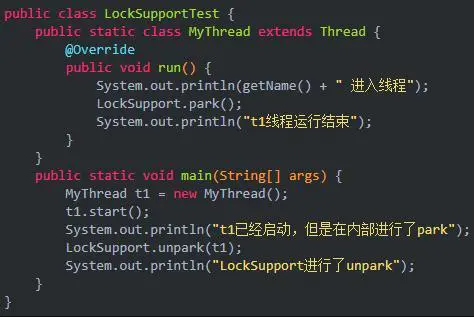 public class LockSupportTest {
    public static class MyThread extends Thread {
        @Override
        public void run() {
            System.out.println(getName() + " 进入线程");
            LockSupport.park();
            System.out.println("t1线程运行结束");
        }
    }
    public static void main(String[] args) {
        MyThread t1 = new MyThread();
        t1.start();
        System.out.println("t1已经启动，但是在内部进行了park");
        LockSupport.unpark(t1);
        System.out.println("LockSupport进行了unpark");
    }
}